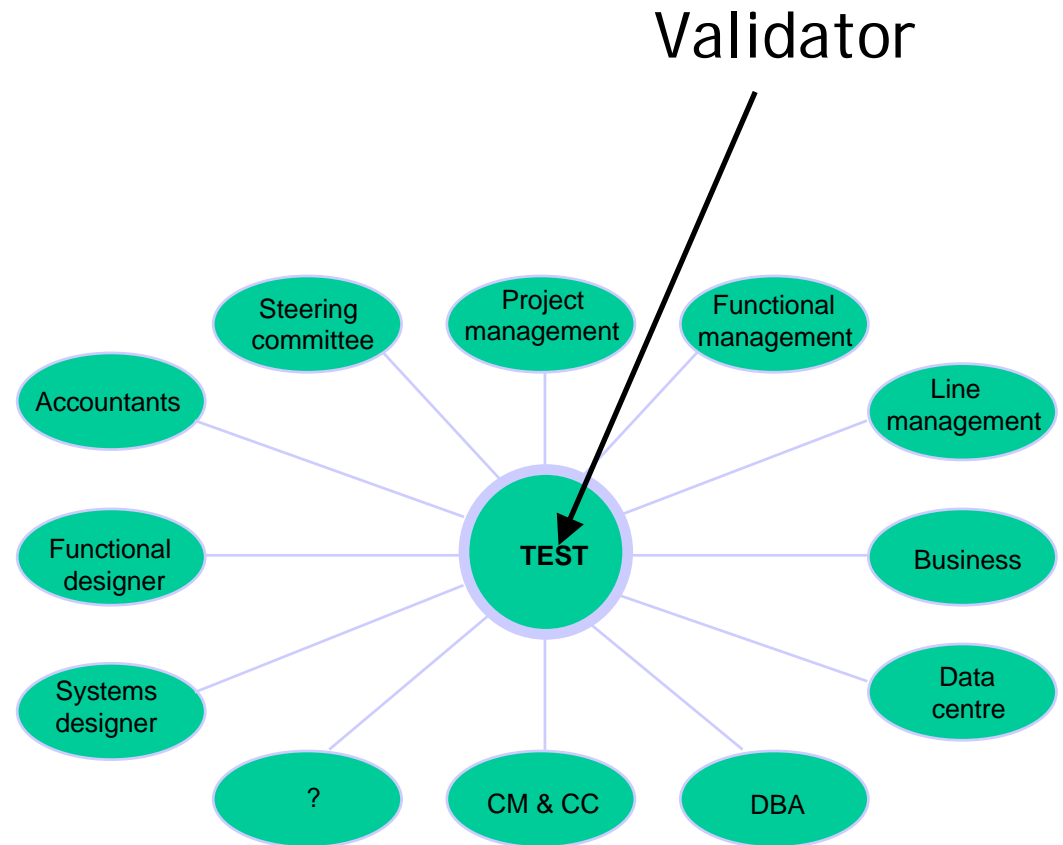 Validator
Steering
committee
Project
management
Functional
management
Accountants
Line
management
Functional
designer
TEST
Business
Systems
designer
Data
centre
?
CM & CC
DBA